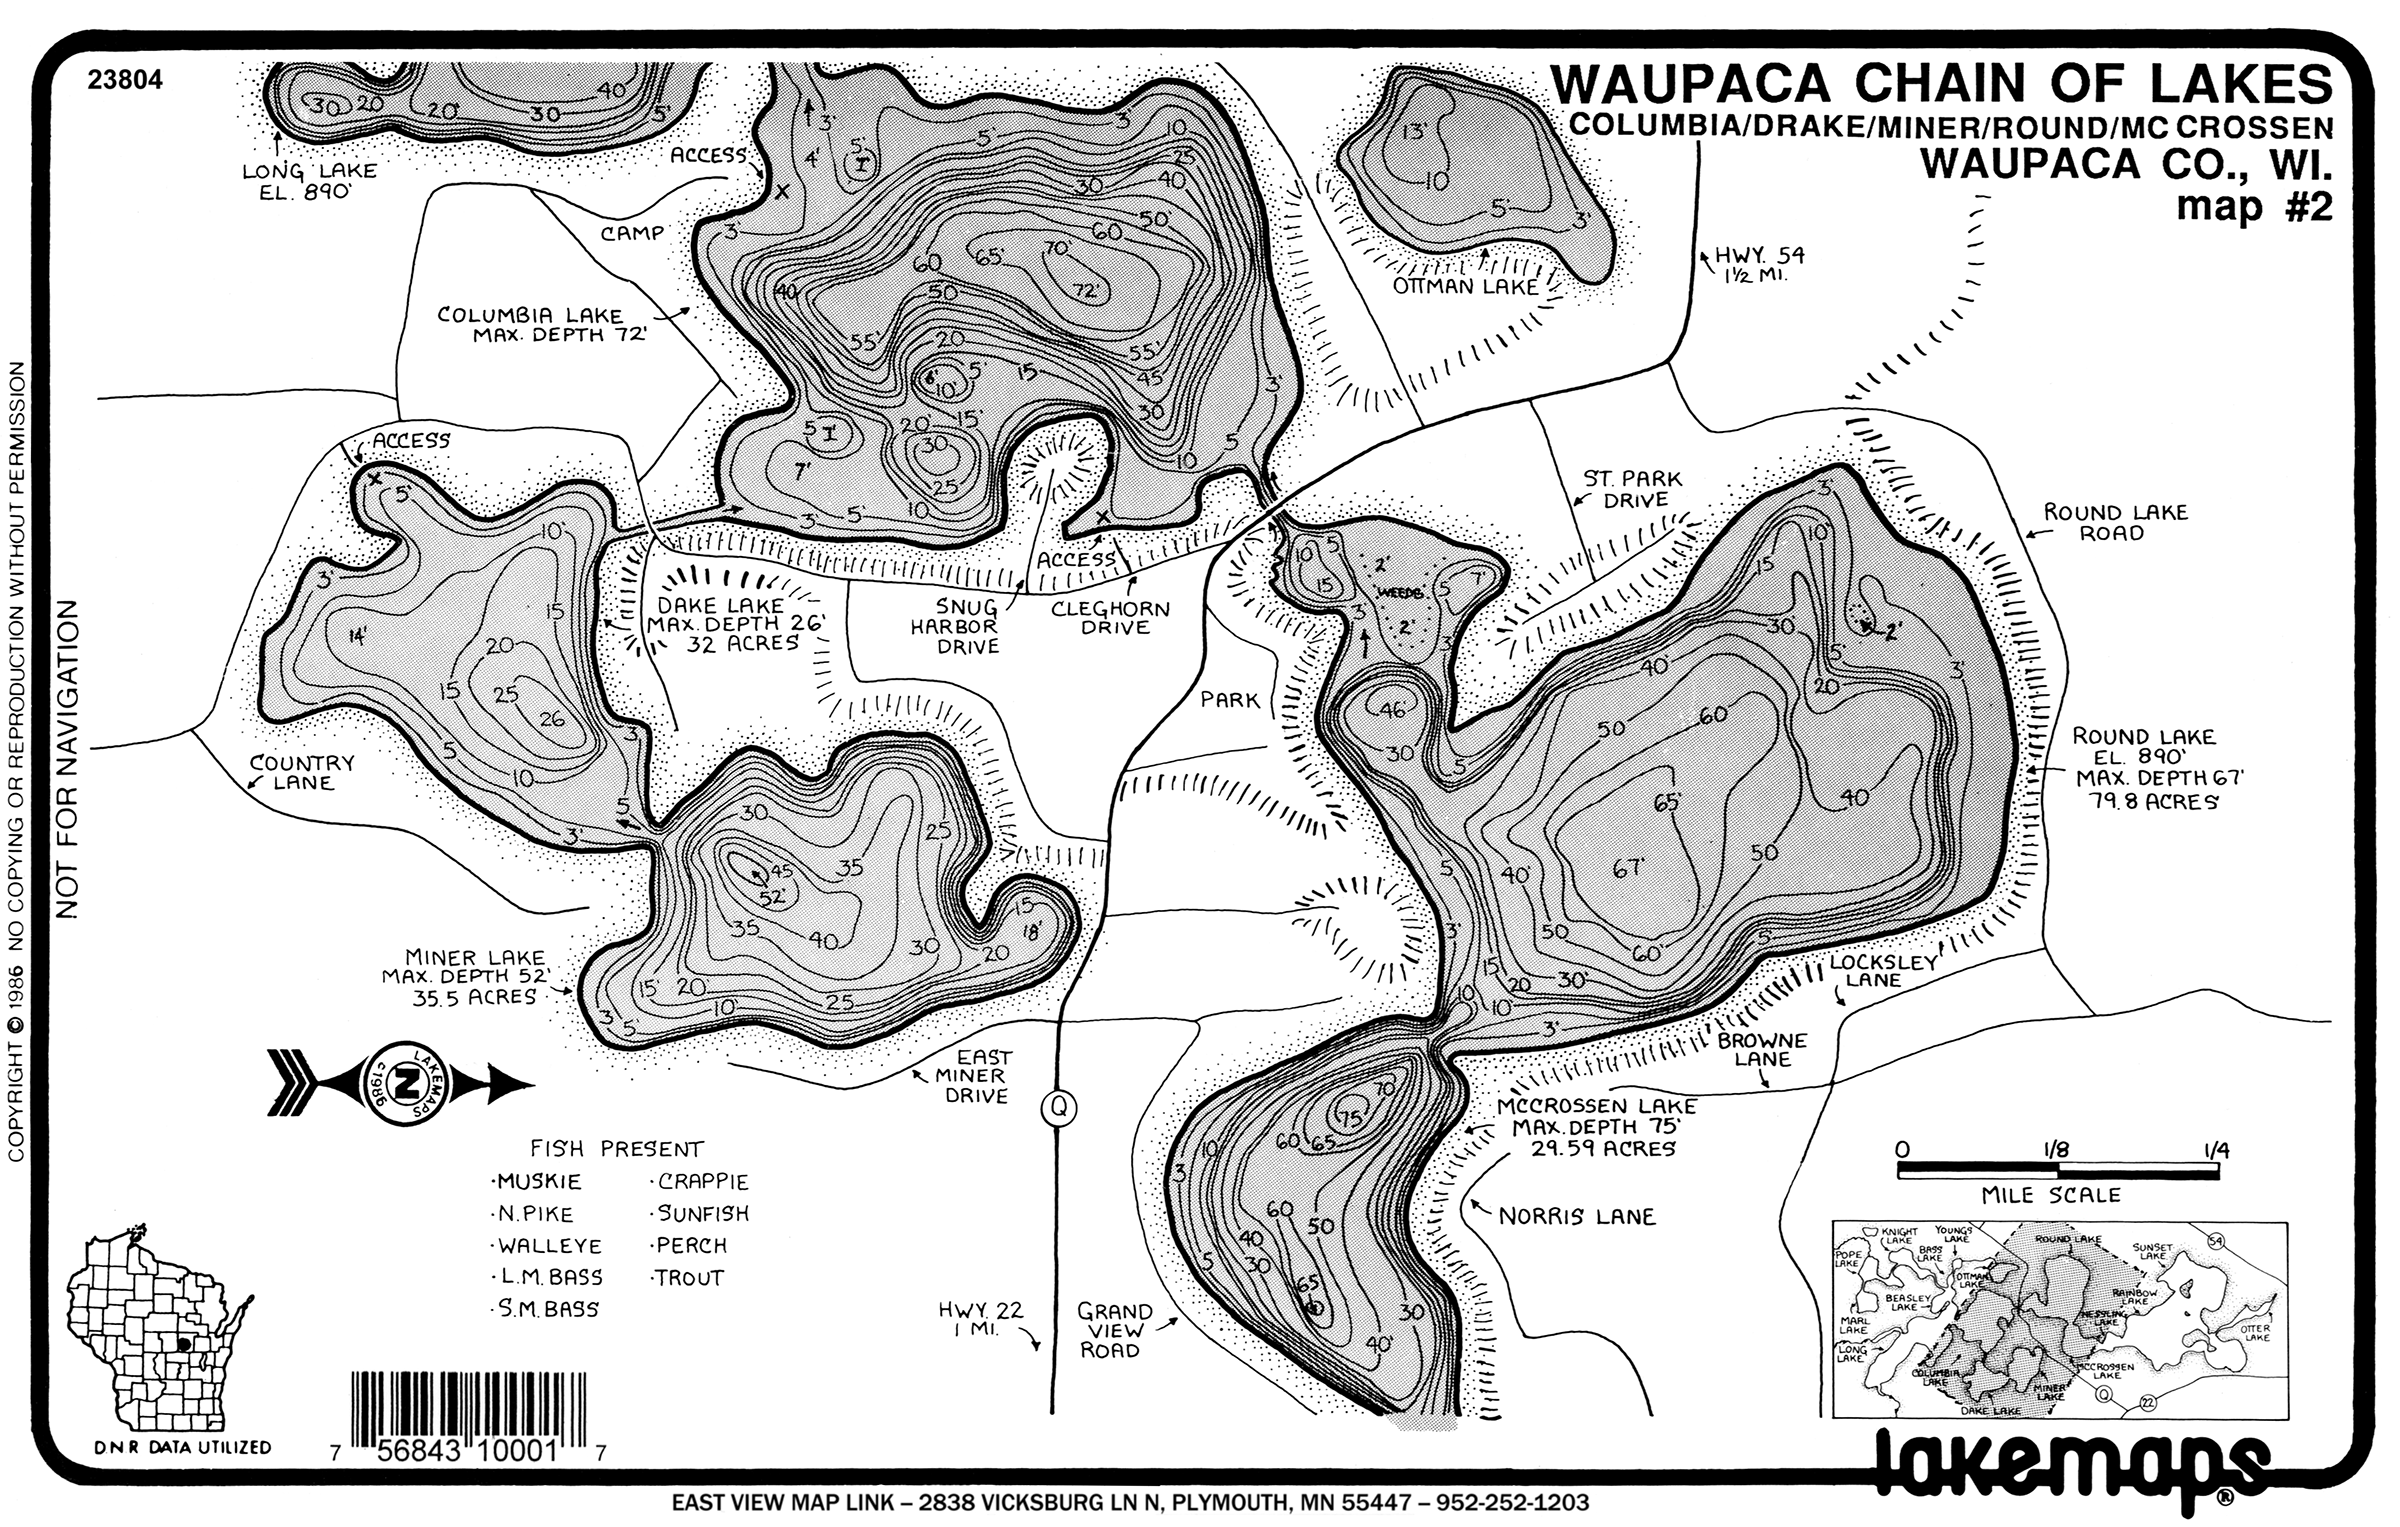 23804
WAUPACA CHAIN OF LAKES
COLUMBIA/DRAKE/MINER/ROUND/MC CROSSEN
WAUPACA CO., WI.
map #2
30 20 20' 30 40 5'
LONG LAKE
EL. 890'
ACCESS
CAMP
COLUMBIA LAKE
MAX. DEPTH 72'
3'
4'
5'
I
3'
5'
3'
10
25
30
40
50'
60
70'
65'
60
72'
50
40
55'
20
55'
45
30
6'
5'
10'
15
20'
15'
30
25
5
I
7'
3'
5'
10
10
5
3'
13'
10
5'
3'
OTTMAN LAKE
HWY. 54
1½ MI.
ACCESS
5'
10'
3'
14'
15
20
15
25
26
5
10
3'
5
3'
DAKE LAKE
MAX. DEPTH 26'
32 ACRES
ACCESS
SNUG
HARBOR
DRIVE
CLEGHORN
DRIVE
ST. PARK
DRIVE
ROUND LAKE
ROAD
10
5
15
2'
WEEDS
5
7'
3'
2'
3'
PARK
3'
10'
15
2'
30
5'
3'
20
40'
46
50
60
30
5
65'
40
67'
50
40'
5
3'
50
60'
5'
15
20
30'
10
10'
3'
ROUND LAKE
EL. 890'
MAX. DEPTH 67'
79.8 ACRES
COUNTRY
LANE
30
25
35
45
52'
35
40
30
20
15
18'
15'
20
10
25
3
5'
MINER LAKE
MAX. DEPTH 52'
35.5 ACRES
LOCKSLEY
LANE
BROWNE
LANE
EAST
MINER
DRIVE
Q
LAKEMAPS
N
©1986
70
75'
60
65
10
3
60
50
40
30
5
65
30
40'
MCCROSSEN LAKE
MAX. DEPTH 75'
29.59 ACRES
NORRIS LANE
FISH PRESENT
·MUSKIE
·N. PIKE
·WALLEYE
·L.M. BASS
·S.M. BASS
·CRAPPIE
·SUNFISH
·PERCH
·TROUT
HWY. 22
1 MI.
GRAND
VIEW
ROAD
0 1/8 1/4
MILE SCALE
KNIGHT
LAKE
YOUNGS
LAKE
POPE
LAKE
BASS
LAKE
ROUND LAKE
SUNSET
LAKE
54
OTTMAN
LAKE
BEASLEY
LAKE
RAINBOW
LAKE
MARL
LAKE
NESSLING
LAKE
OTTER
LAKE
LONG
LAKE
COLUMBIA
LAKE
MCCROSSEN
LAKE
MINER
LAKE
Q
22
DAKE LAKE
DNR DATA UTILIZED
7 56843 10001 7
lakemaps®
EAST VIEW MAP LINK – 2838 VICKSBURG LN N, PLYMOUTH, MN 55447 – 952-252-1203
NOT FOR NAVIGATION
COPYRIGHT © 1986 NO COPYING OR REPRODUCTION WITHOUT PERMISSION